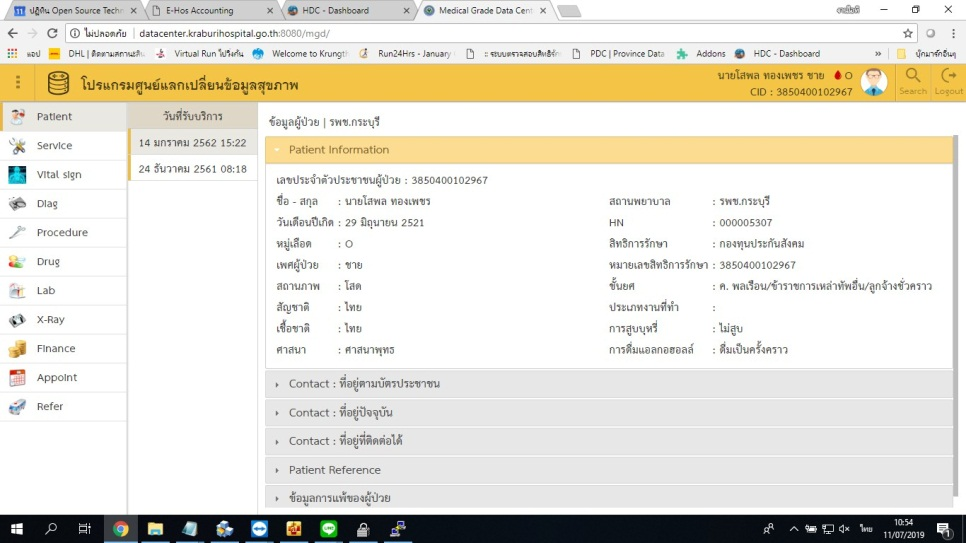 ปฏิทิน Open Source Techn
E-Hos Accounting
HDC - Dashboard
Medical Grade Data Cent
ไม่ปลอดภัย | datacenter.kraburihospital.go.th:8080/mgd/
แอป
DHL | ติดตามสถานะสิน
Virtual Run ไปวิ่งกัน
Welcome to Krungth
Run24Hrs - January
:: ระบบตรวจสอบสิทธิรัก
PDC | Province Data
Addons
HDC - Dashboard
»
บุ๊กมาร์กอื่นๆ
โปรแกรมศูนย์แลกเปลี่ยนข้อมูลสุขภาพ
นายโสพล ทองเพชร ชาย O
CID : 3850400102967
Search
Logout
Patient
Service
Vital sign
Diag
Procedure
Drug
Lab
X-Ray
Finance
Appoint
Refer
วันที่รับบริการ
14 มกราคม 2562 15:22
24 ธันวาคม 2561 08:18
ข้อมูลผู้ป่วย | รพช.กระบุรี
Patient Information
เลขประจำตัวประชาชนผู้ป่วย : 3850400102967
ชื่อ - สกุล : นายโสพล ทองเพชร
สถานพยาบาล : รพช.กระบุรี
วันเดือนปีเกิด : 29 มิถุนายน 2521
HN : 000005307
หมู่เลือด : O
สิทธิการรักษา : กองทุนประกันสังคม
เพศผู้ป่วย : ชาย
หมายเลขสิทธิการรักษา : 3850400102967
สถานภาพ : โสด
ชั้นยศ : ค. พลเรือน/ข้าราชการเหล่าทัพอื่น/ลูกจ้างชั่วคราว
สัญชาติ : ไทย
ประเภทงานที่ทำ :
เชื้อชาติ : ไทย
การสูบบุหรี่ : ไม่สูบ
ศาสนา : ศาสนาพุทธ
การดื่มแอลกอฮอลล์ : ดื่มเป็นครั้งคราว
Contact : ที่อยู่ตามบัตรประชาชน
Contact : ที่อยู่ปัจจุบัน
Contact : ที่อยู่ที่ติดต่อได้
Patient Reference
ข้อมูลการแพ้ของผู้ป่วย
ไทย
10:54
11/07/2019
1